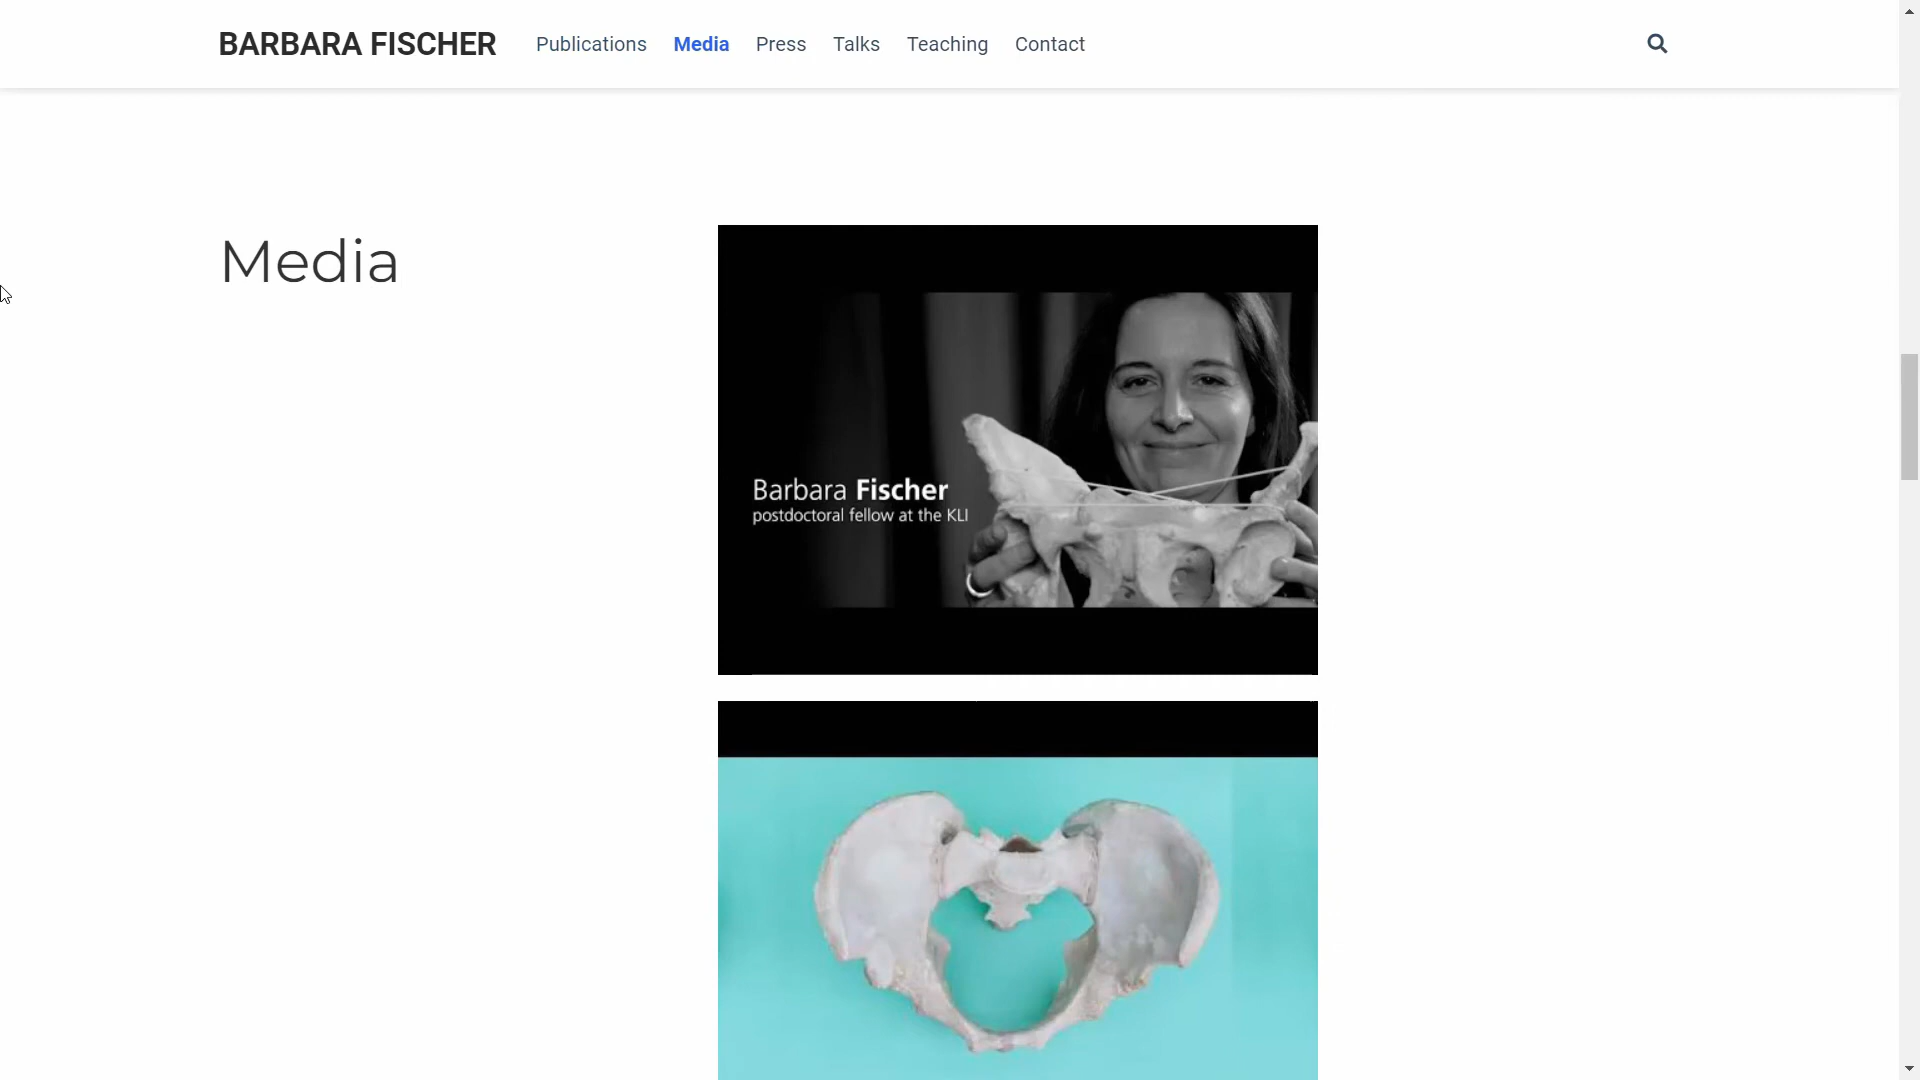 BARBARA FISCHER
Publications
Media
Press
Talks
Teaching
Contact
Media
Barbara Fischer
postdoctoral fellow at the KLI